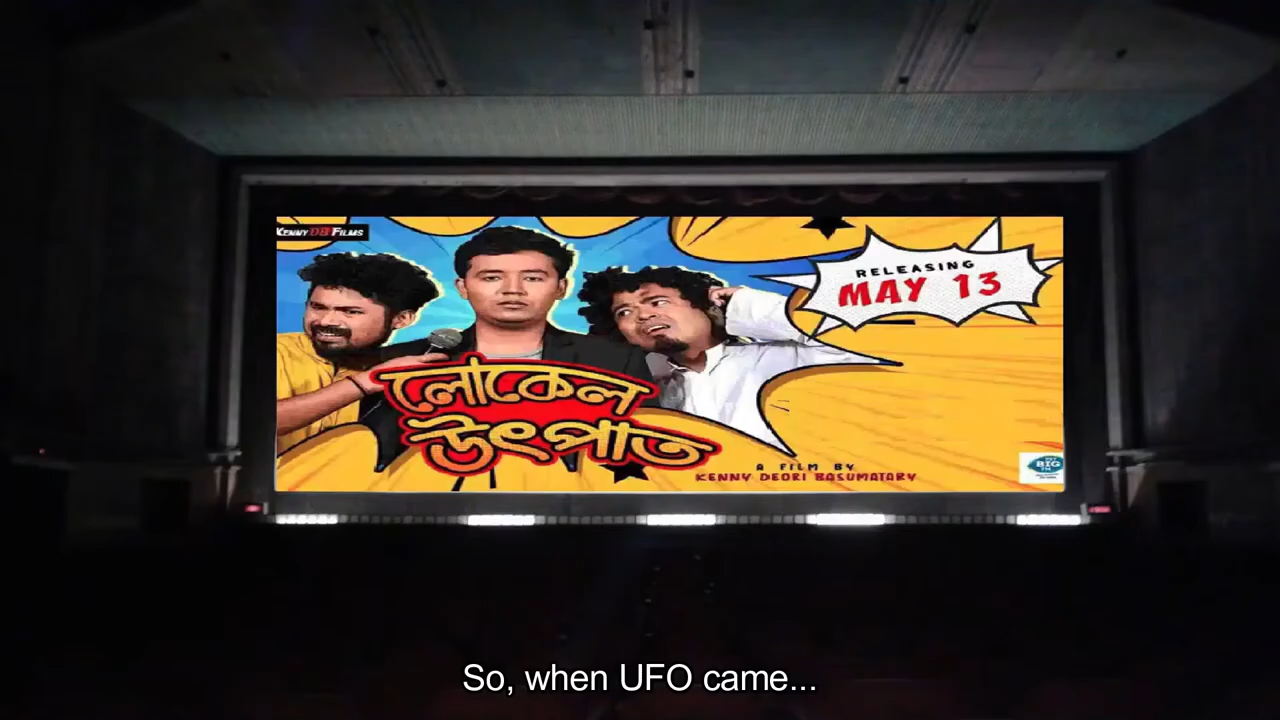 KENNY DB FILMS
RELEASING
MAY 13
লোকেল
উৎপাত
A FILM BY
KENNY DEORI BASUMATARY
BIG
FM
So, when UFO came...